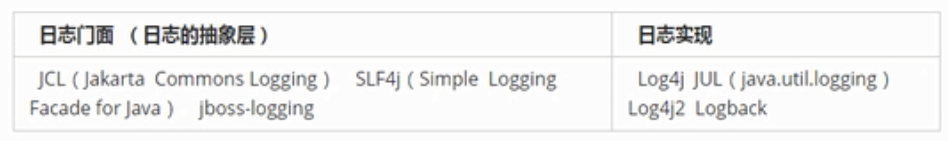 日志门面 （日志的抽象层）
日志实现
JCL（Jakarta Commons Logging） SLF4j（Simple Logging
Facade for Java） jboss-logging
Log4j JUL（java.util.logging）
Log4j2 Logback